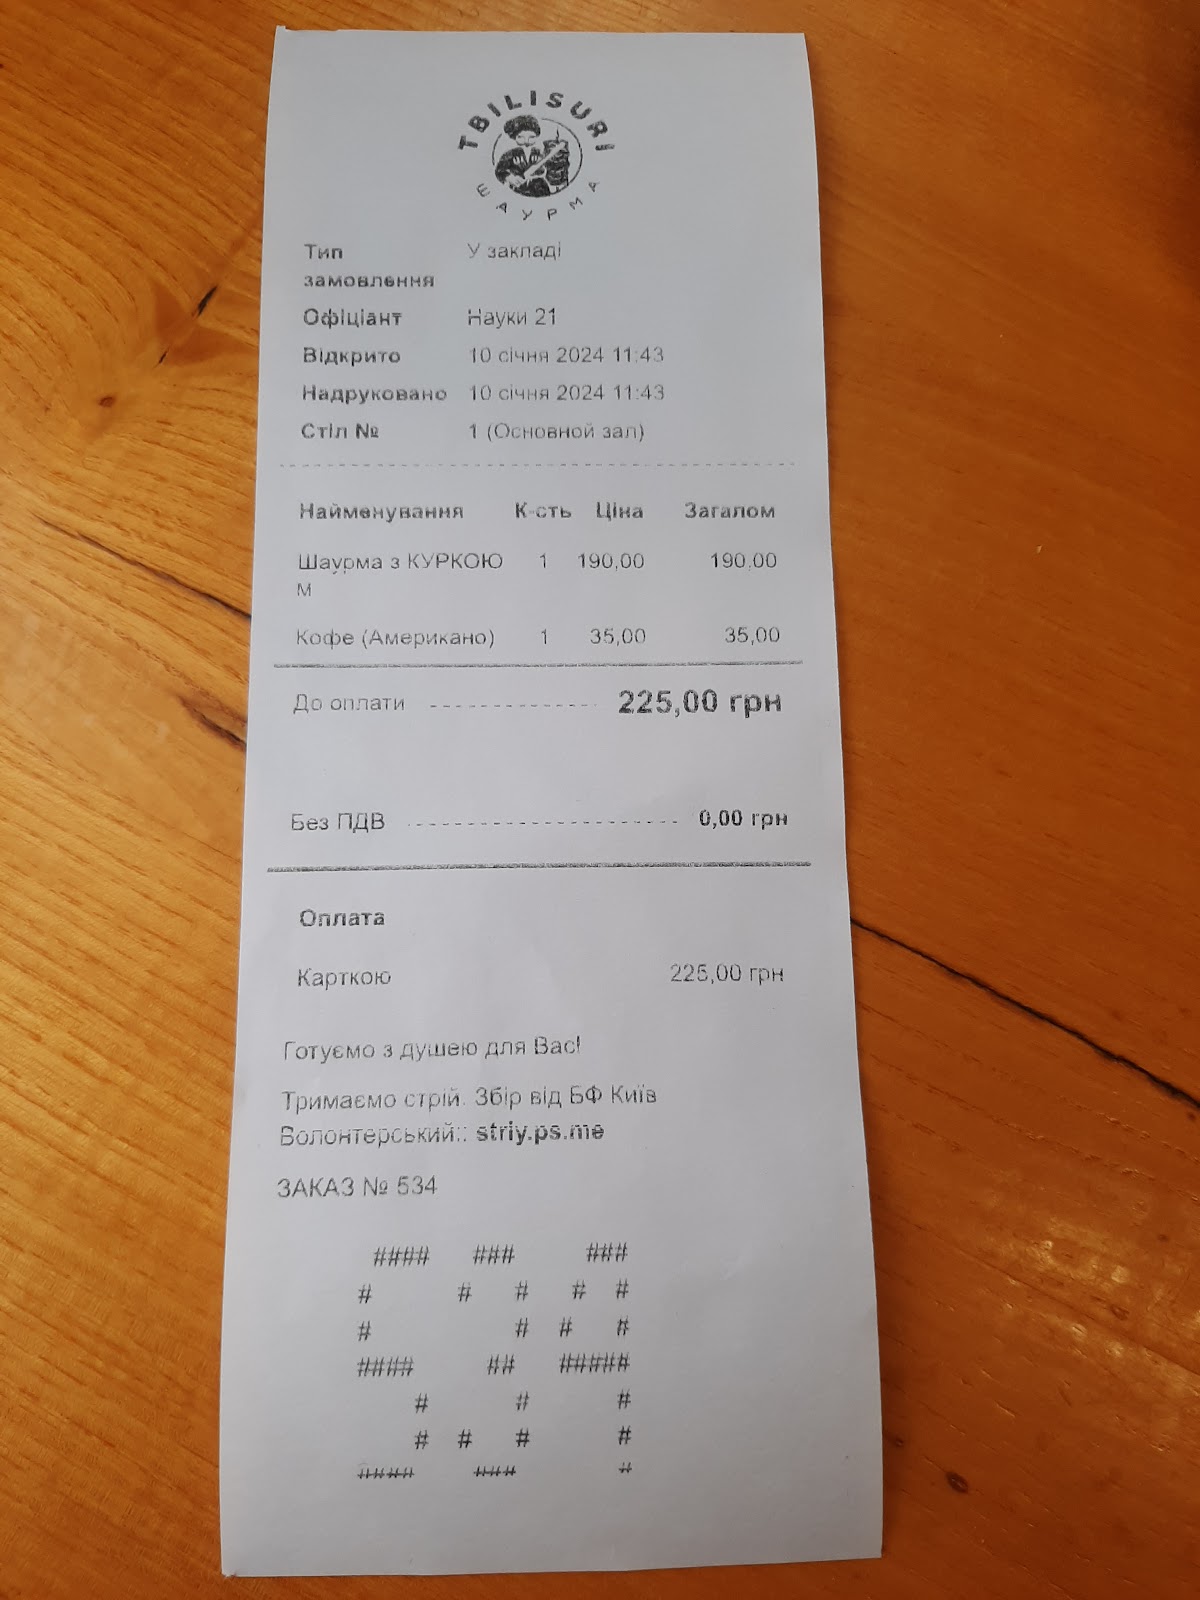 TBILISURI
ШАУРМА
Тип замовлення У закладі
Офіціант Науки 21
Відкрито 10 січня 2024 11:43
Надруковано 10 січня 2024 11:43
Стіл № 1 (Основной зал)
Найменування К-сть Ціна Загалом
Шаурма з КУРКОЮ 1 190,00 190,00
М
Кофе (Американо) 1 35,00 35,00
До оплати 225,00 грн
Без ПДВ 0,00 грн
Оплата
Карткою 225,00 грн
Готуємо з душею для Вас!
Тримаємо стрій. Збір від БФ Київ
Волонтерський:: striy.ps.me
ЗАКАЗ № 534
534